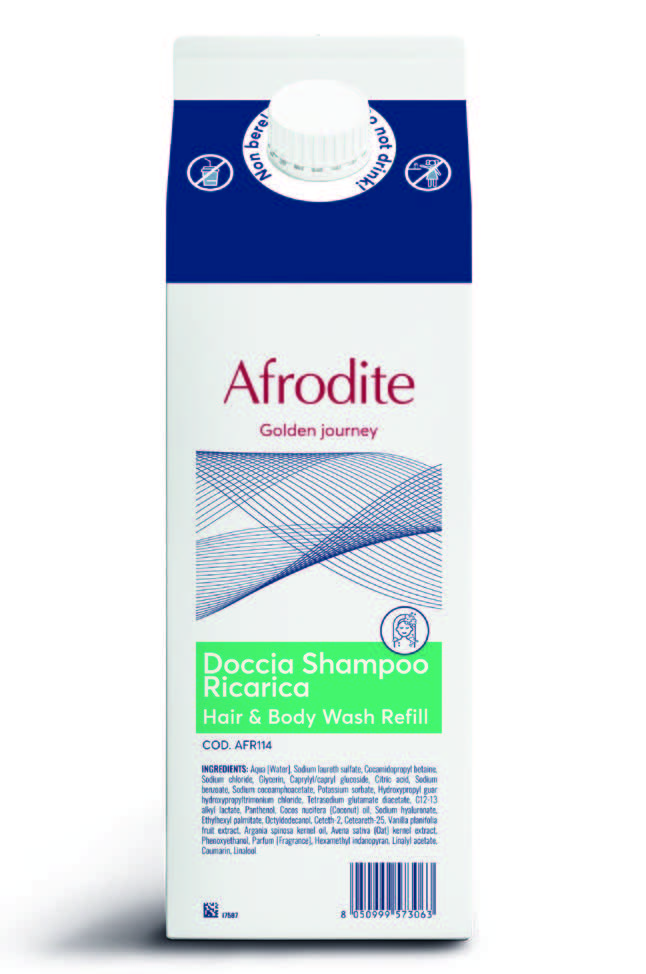 Non bere!
Do not drink!
Afrodite
Golden journey
Doccia Shampoo
Ricarica
Hair & Body Wash Refill
COD. AFR114
INGREDIENTS: Aqua [Water], Sodium laureth sulfate, Cocamidopropyl betaine,
Sodium chloride, Glycerin, Caprylyl/capryl glucoside, Citric acid, Sodium
benzoate, Sodium cocoamphoacetate, Potassium sorbate, Hydroxypropyl guar
hydroxypropyltrimonium chloride, Tetrasodium glutamate diacetate, C12-13
alkyl lactate, Panthenol, Cocos nucifera (Coconut) oil, Sodium hyaluronate,
Ethylhexyl palmitate, Octyldodecanol, Ceteth-2, Ceteareth-25, Vanilla planifolia
fruit extract, Argania spinosa kernel oil, Avena sativa (Oat) kernel extract,
Phenoxyethanol, Parfum [Fragrance], Hexamethyl indanopyran, Linalyl acetate,
Coumarin, Linalool
17587
8 050999 573063